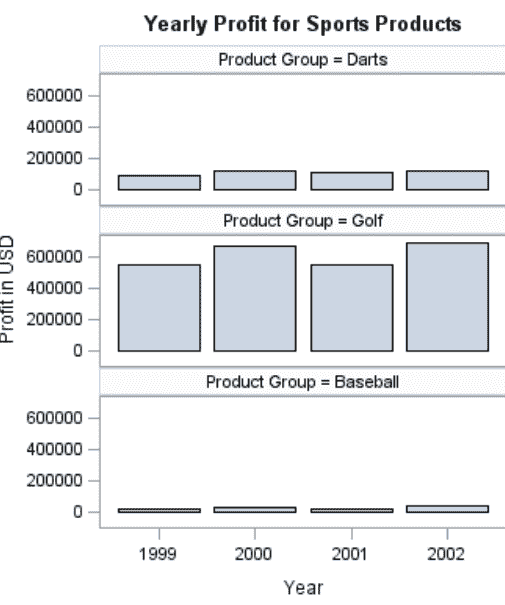 Yearly Profit for Sports Products
Product Group = Darts
600000
400000
200000
0
Product Group = Golf
600000
400000
200000
0
Profit in USD
Product Group = Baseball
600000
400000
200000
0
1999 2000 2001 2002
Year